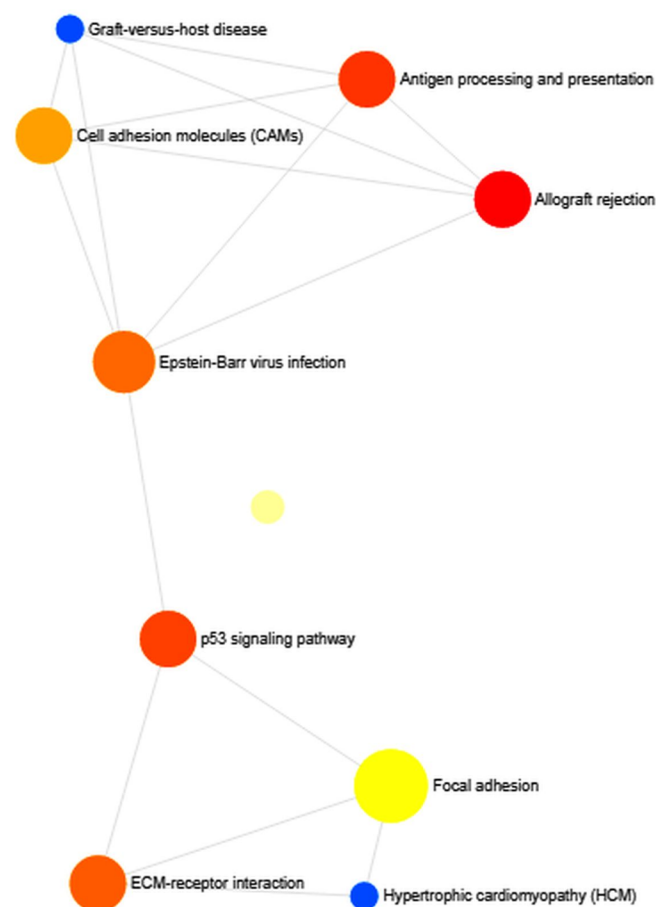 Graft-versus-host disease
Antigen processing and presentation
Cell adhesion molecules (CAMs)
Allograft rejection
Epstein-Barr virus infection
p53 signaling pathway
Focal adhesion
ECM-receptor interaction
Hypertrophic cardiomyopathy (HCM)